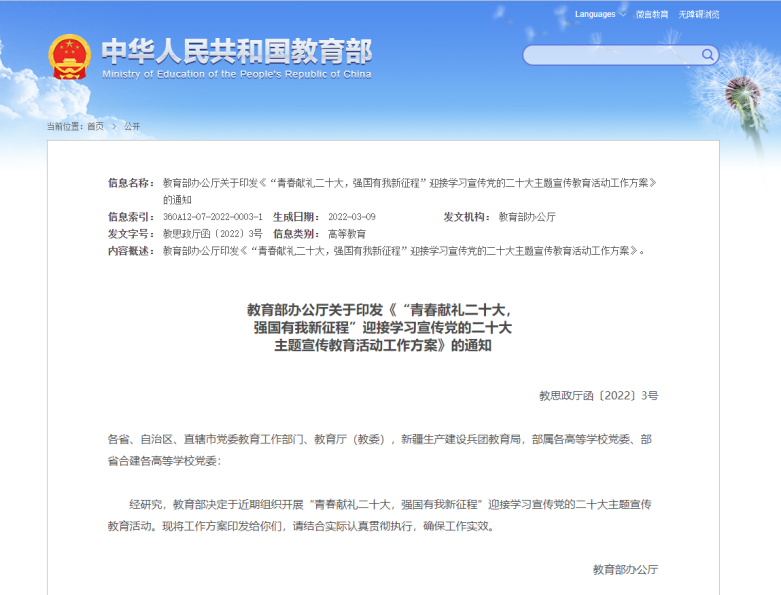 Languages 微言教育 无障碍浏览
中华人民共和国教育部
Ministry of Education of the People's Republic of China
当前位置： 首页 > 公开
信息名称： 教育部办公厅关于印发《“青春献礼二十大，强国有我新征程”迎接学习宣传党的二十大主题宣传教育活动工作方案》
的通知
信息索引： 360A12-07-2022-0003-1 生成日期： 2022-03-09 发文机构： 教育部办公厅
发文字号： 教思政厅函〔2022〕3号 信息类别： 高等教育
内容概述： 教育部办公厅印发《“青春献礼二十大，强国有我新征程”迎接学习宣传党的二十大主题宣传教育活动工作方案》。
教育部办公厅关于印发《“青春献礼二十大，
强国有我新征程”迎接学习宣传党的二十大
主题宣传教育活动工作方案》的通知
教思政厅函〔2022〕3号
各省、自治区、直辖市党委教育工作部门、教育厅（教委），新疆生产建设兵团教育局，部属各高等学校党委、部
省合建各高等学校党委：
经研究，教育部决定于近期组织开展“青春献礼二十大，强国有我新征程”迎接学习宣传党的二十大主题宣传
教育活动。现将工作方案印发给你们，请结合实际认真贯彻执行，确保工作实效。
教育部办公厅